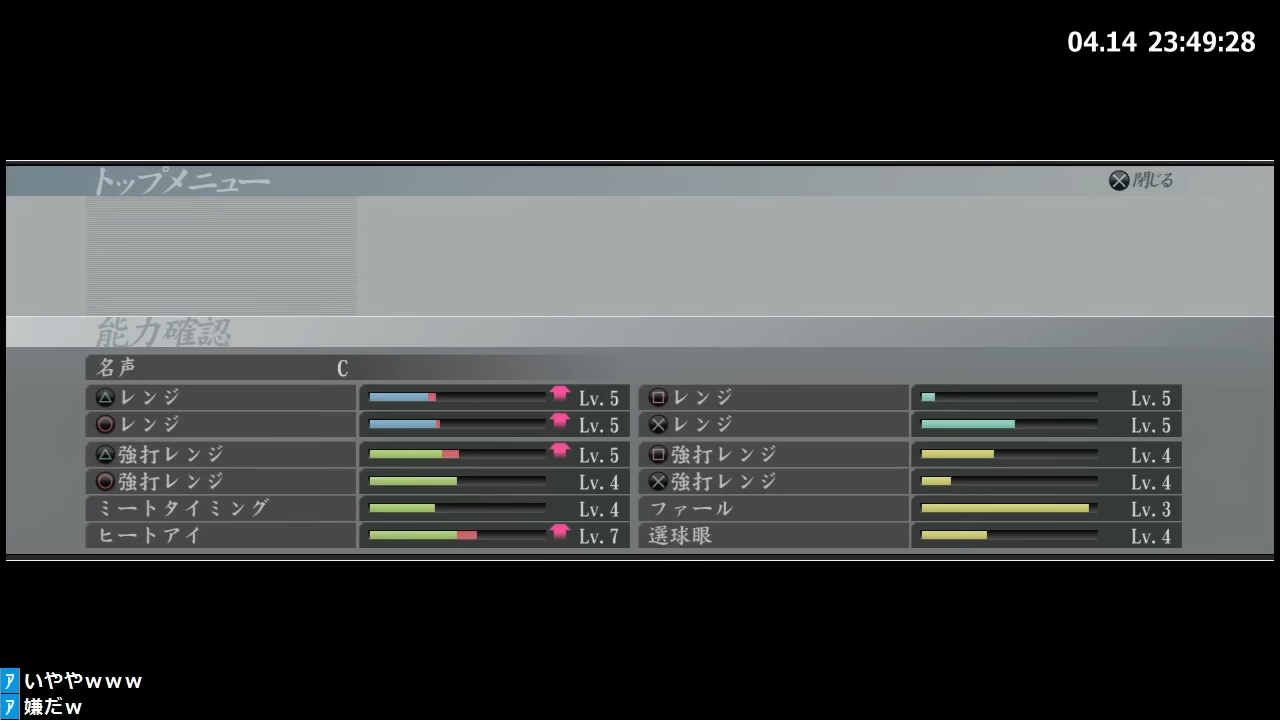 04.14 23:49:28
トップメニュー
✕閉じる
能力確認
名声 C
△レンジ Lv.5 □レンジ Lv.5
○レンジ Lv.5 ✕レンジ Lv.5
△強打レンジ Lv.5 □強打レンジ Lv.4
○強打レンジ Lv.4 ✕強打レンジ Lv.4
ミートタイミング Lv.4 ファール Lv.3
ヒートアイ Lv.7 選球眼 Lv.4
ア いややｗｗｗ
ア 嫌だｗ